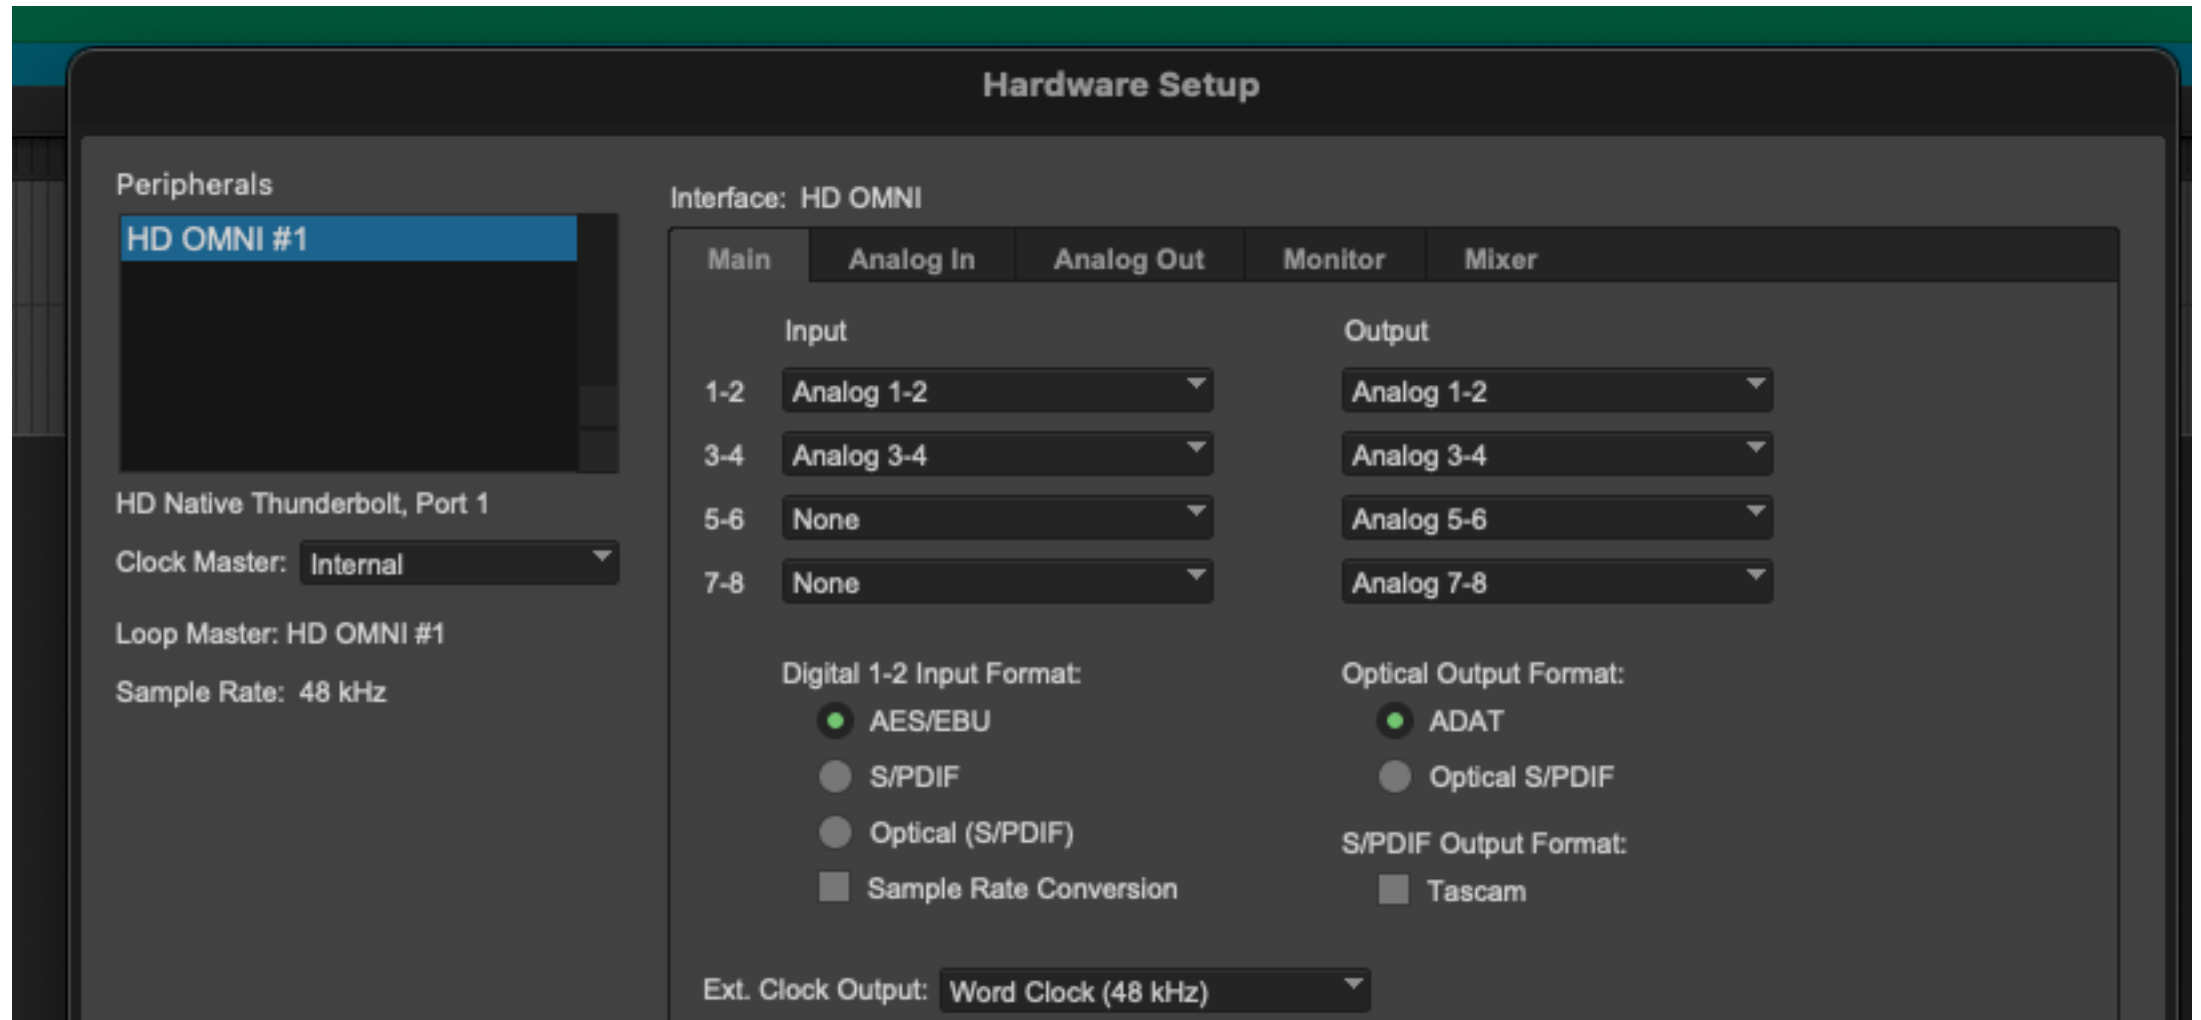 Hardware Setup
Peripherals
HD OMNI #1
HD Native Thunderbolt, Port 1
Clock Master: Internal
Loop Master: HD OMNI #1
Sample Rate: 48 kHz
Interface: HD OMNI
Main Analog In Analog Out Monitor Mixer
Input Output
1-2 Analog 1-2 Analog 1-2
3-4 Analog 3-4 Analog 3-4
5-6 None Analog 5-6
7-8 None Analog 7-8
Digital 1-2 Input Format:
AES/EBU
S/PDIF
Optical (S/PDIF)
Sample Rate Conversion
Optical Output Format:
ADAT
Optical S/PDIF
S/PDIF Output Format:
Tascam
Ext. Clock Output: Word Clock (48 kHz)